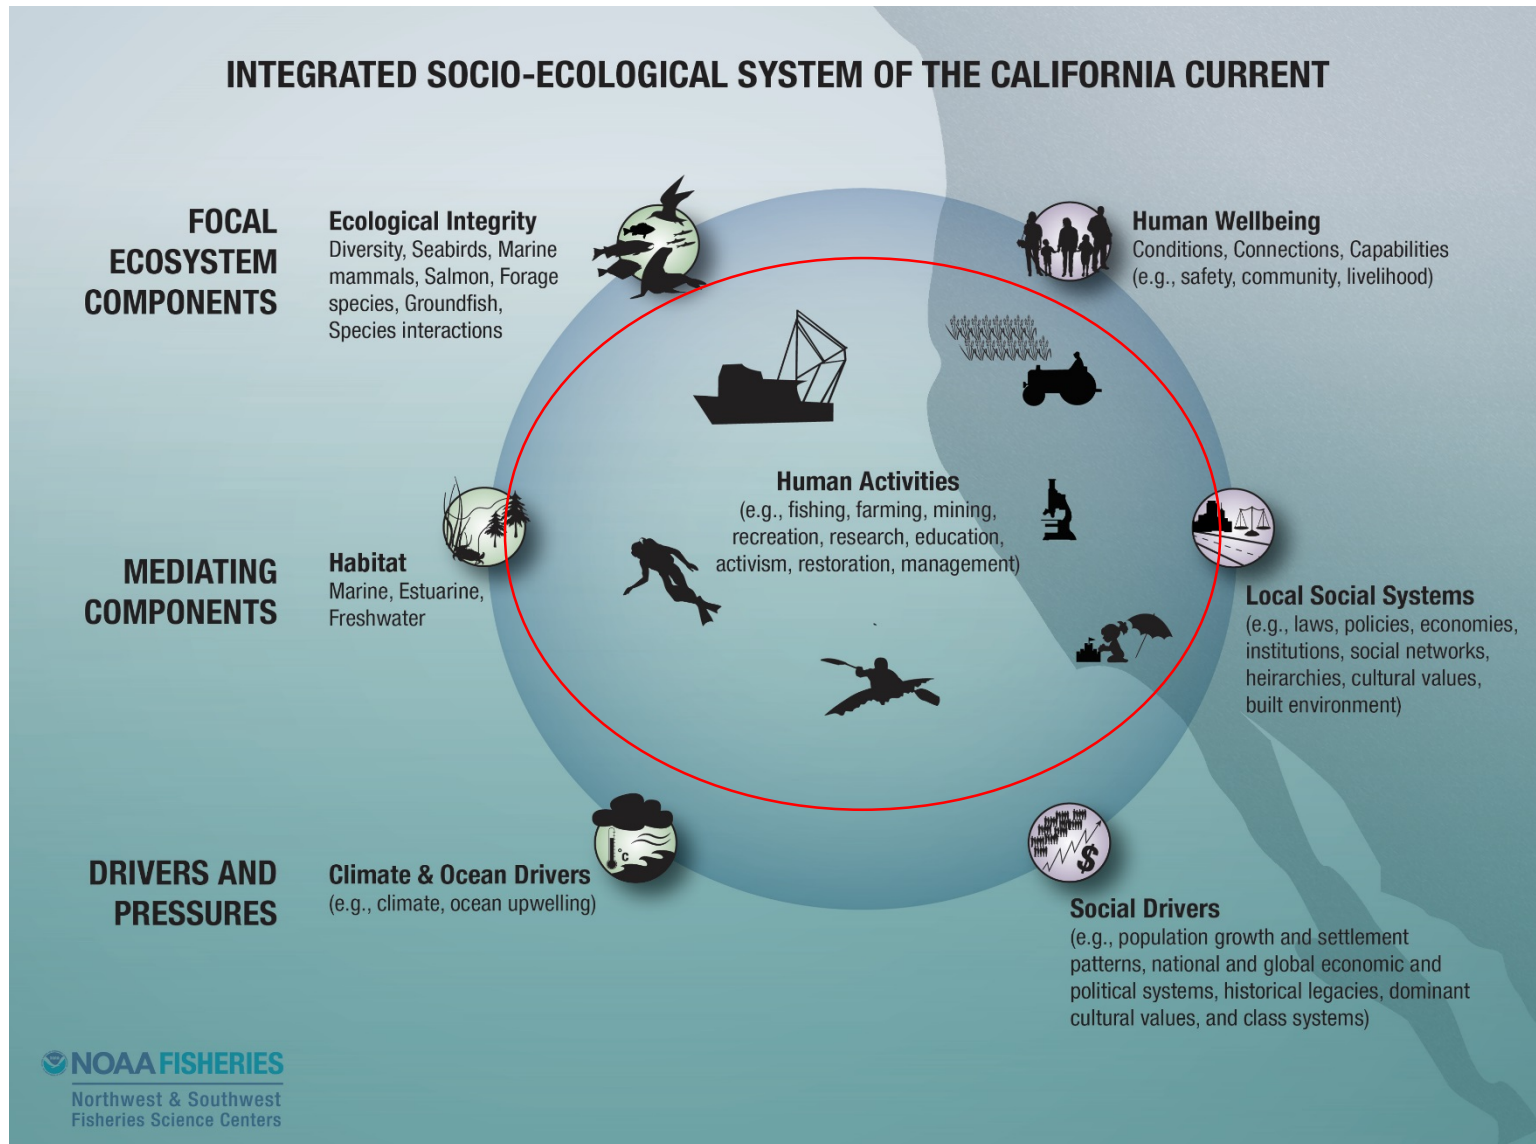 INTEGRATED SOCIO-ECOLOGICAL SYSTEM OF THE CALIFORNIA CURRENT
FOCAL
ECOSYSTEM
COMPONENTS
Ecological Integrity
Diversity, Seabirds, Marine
mammals, Salmon, Forage
species, Groundfish,
Species interactions
Human Wellbeing
Conditions, Connections, Capabilities
(e.g., safety, community, livelihood)
Human Activities
(e.g., fishing, farming, mining,
recreation, research, education,
activism, restoration, management)
MEDIATING
COMPONENTS
Habitat
Marine, Estuarine,
Freshwater
Local Social Systems
(e.g., laws, policies, economies,
institutions, social networks,
heirarchies, cultural values,
built environment)
DRIVERS AND
PRESSURES
Climate & Ocean Drivers
(e.g., climate, ocean upwelling)
°C
$
Social Drivers
(e.g., population growth and settlement
patterns, national and global economic and
political systems, historical legacies, dominant
cultural values, and class systems)
NOAA FISHERIES
Northwest & Southwest
Fisheries Science Centers